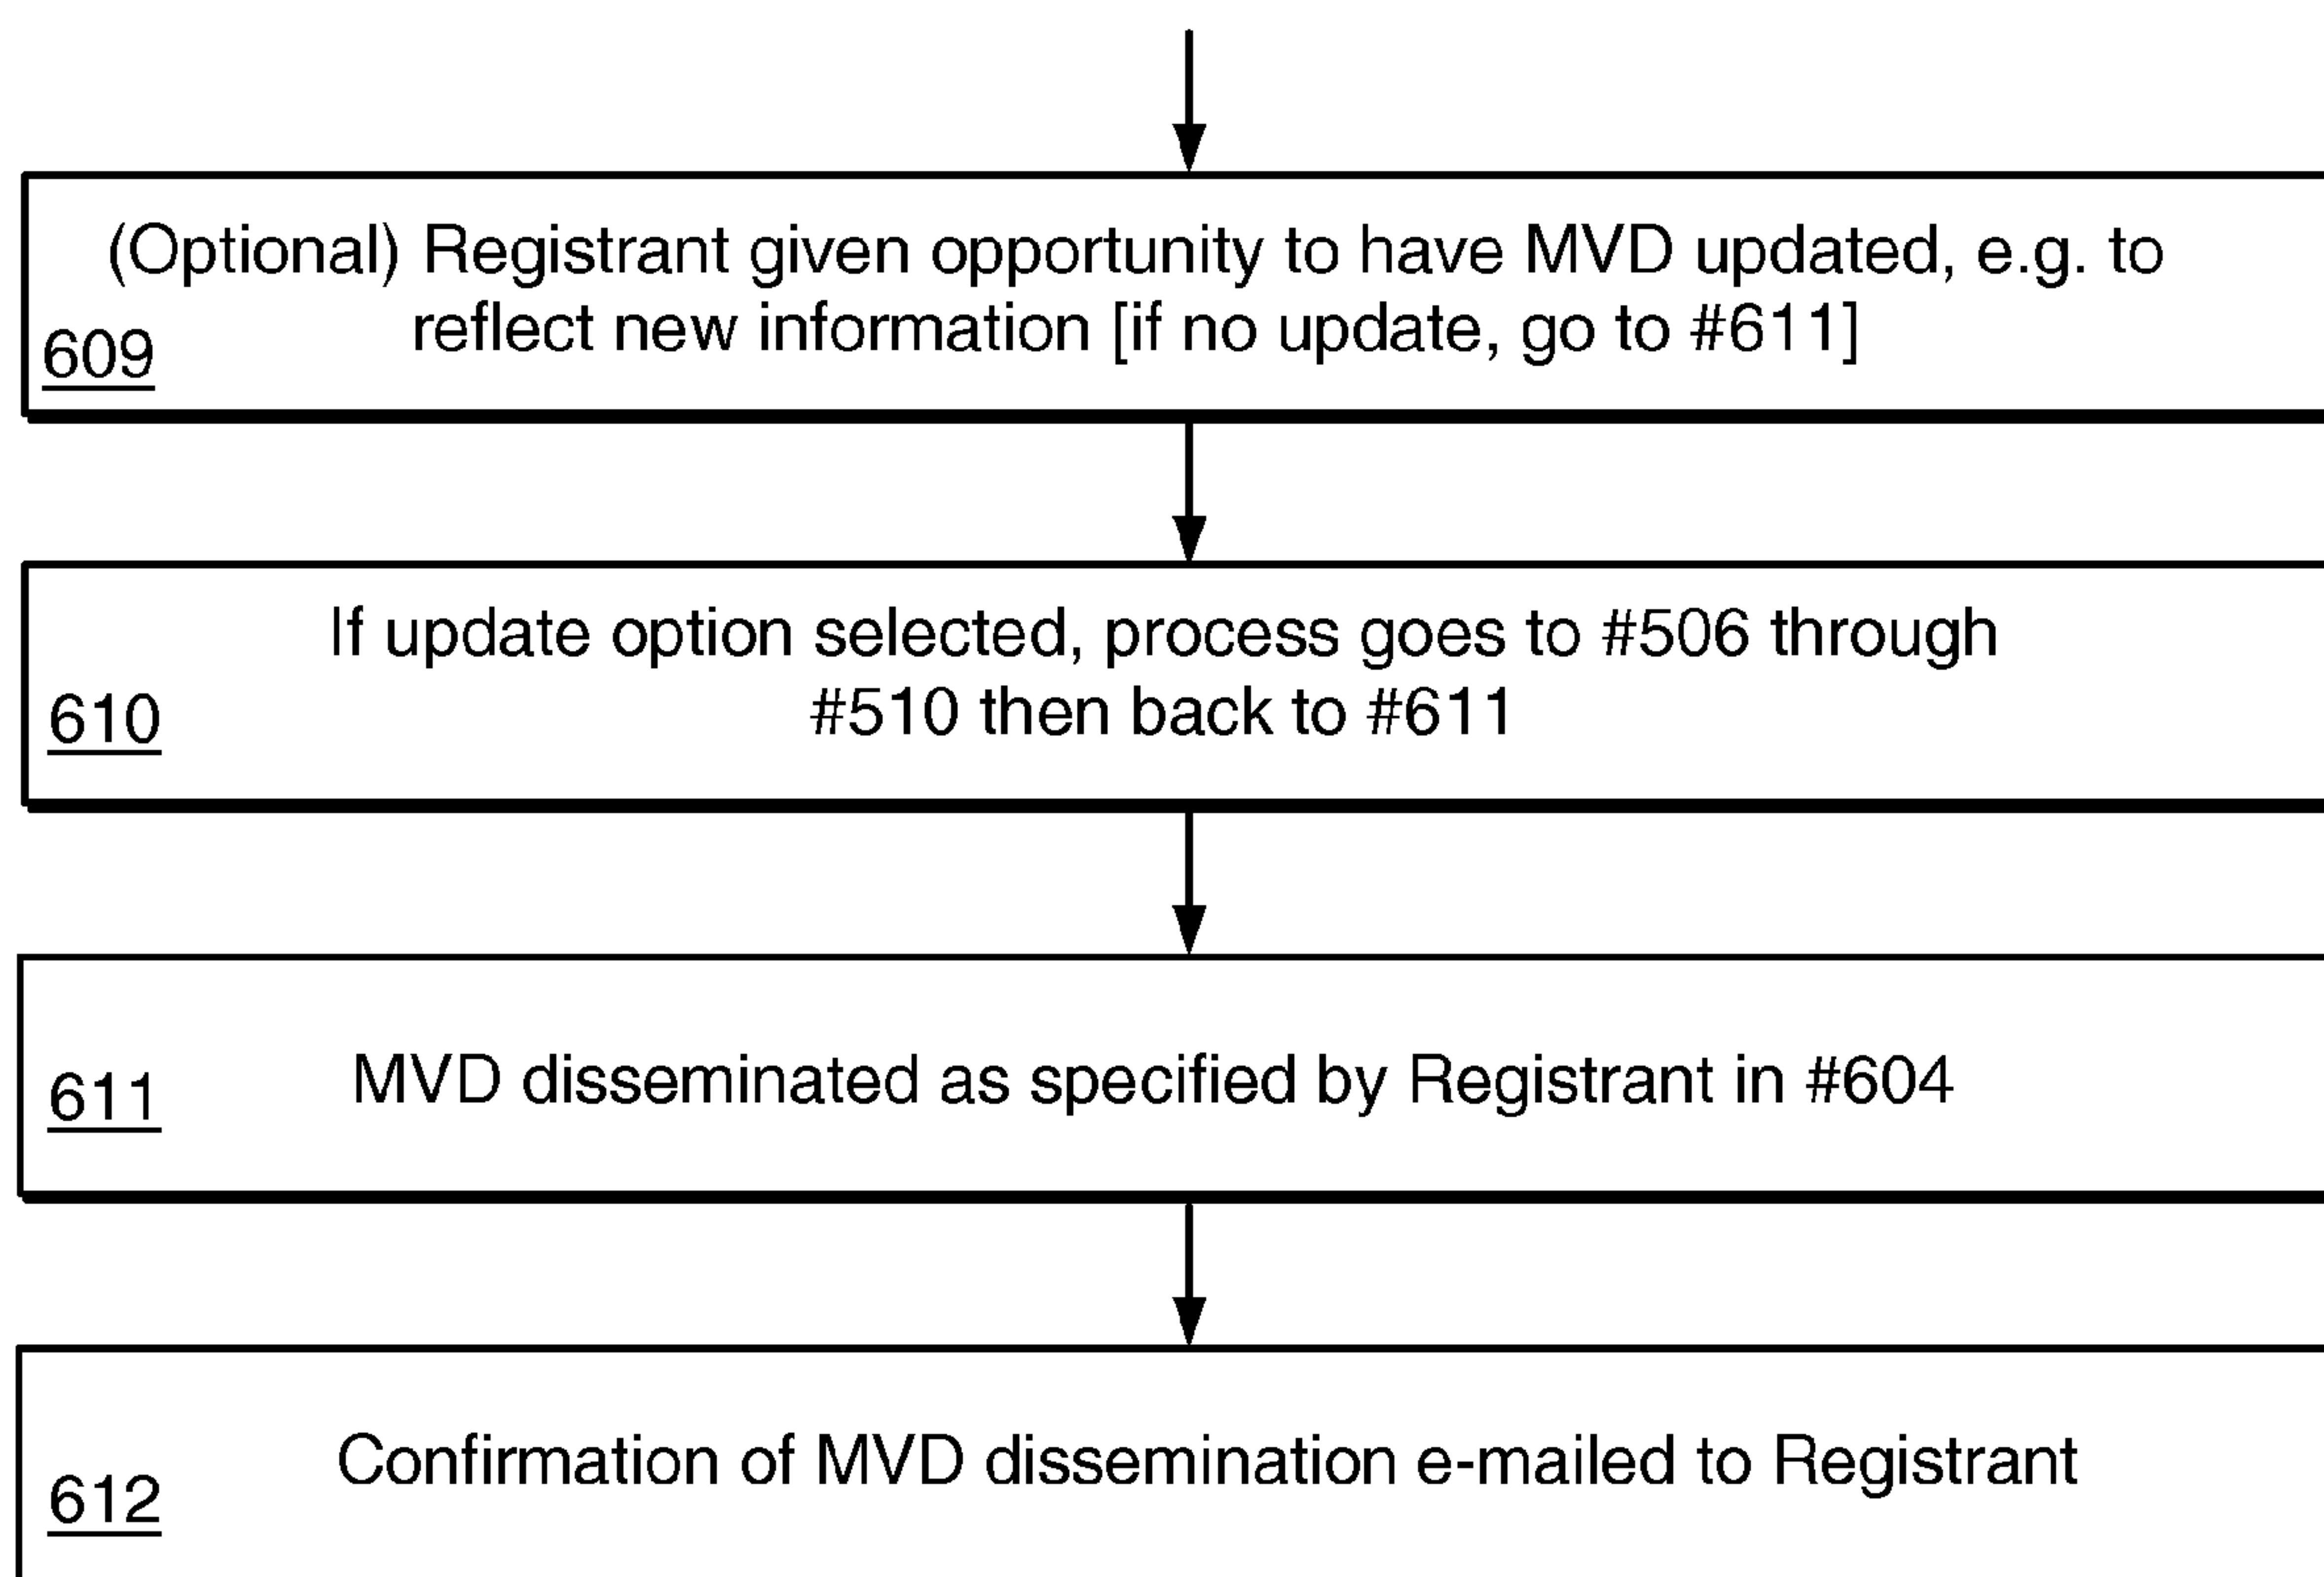 (Optional) Registrant given opportunity to have MVD updated, e.g. to
reflect new information [if no update, go to #611]
609
If update option selected, process goes to #506 through
#510 then back to #611
610
MVD disseminated as specified by Registrant in #604
611
Confirmation of MVD dissemination e-mailed to Registrant
612